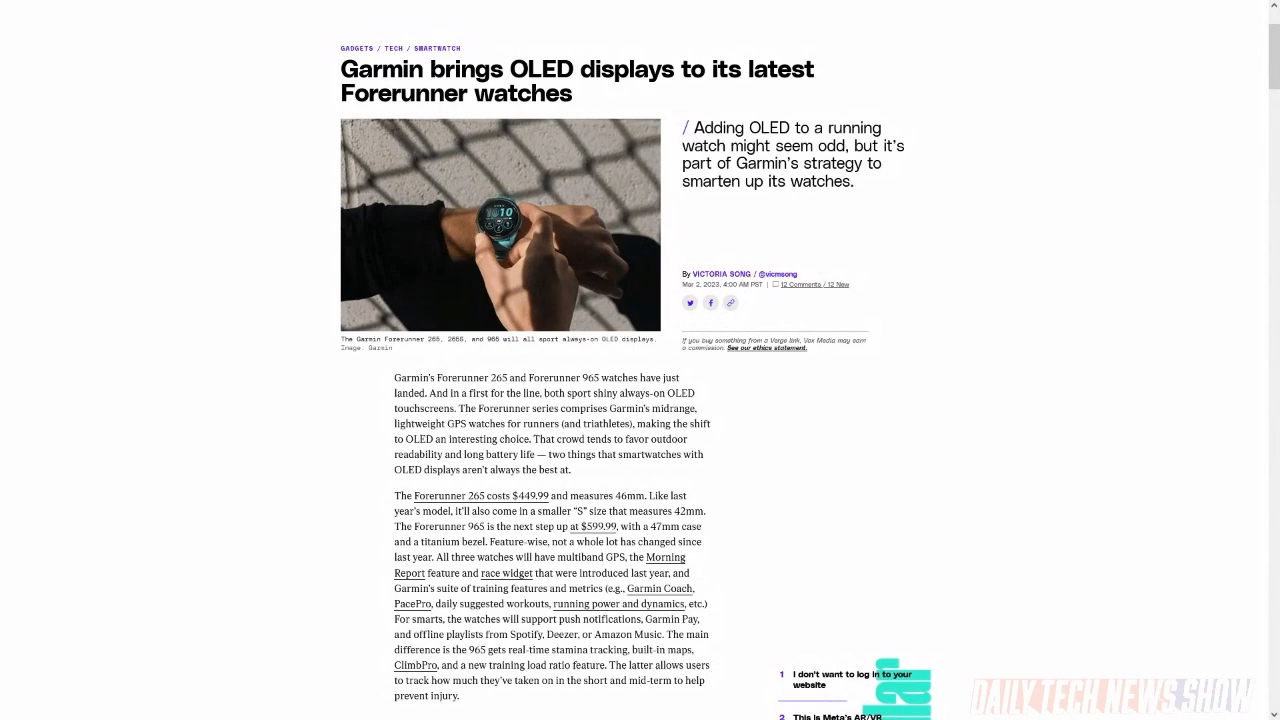 GADGETS / TECH / SMARTWATCH
Garmin brings OLED displays to its latest
Forerunner watches
/ Adding OLED to a running
watch might seem odd, but it's
part of Garmin's strategy to
smarten up its watches.
By VICTORIA SONG / @vicmsong
Mar 2, 2023, 4:00 AM PST | 12 Comments / 12 New
If you buy something from a Verge link, Vox Media may earn
a commission. See our ethics statement.
10 10
The Garmin Forerunner 265, 265S, and 965 will all sport always-on OLED displays.
Image: Garmin
Garmin's Forerunner 265 and Forerunner 965 watches have just
landed. And in a first for the line, both sport shiny always-on OLED
touchscreens. The Forerunner series comprises Garmin's midrange,
lightweight GPS watches for runners (and triathletes), making the shift
to OLED an interesting choice. That crowd tends to favor outdoor
readability and long battery life — two things that smartwatches with
OLED displays aren't always the best at.
The Forerunner 265 costs $449.99 and measures 46mm. Like last
year's model, it'll also come in a smaller "S" size that measures 42mm.
The Forerunner 965 is the next step up at $599.99, with a 47mm case
and a titanium bezel. Feature-wise, not a whole lot has changed since
last year. All three watches will have multiband GPS, the Morning
Report feature and race widget that were introduced last year, and
Garmin's suite of training features and metrics (e.g., Garmin Coach,
PacePro, daily suggested workouts, running power and dynamics, etc.)
For smarts, the watches will support push notifications, Garmin Pay,
and offline playlists from Spotify, Deezer, or Amazon Music. The main
difference is the 965 gets real-time stamina tracking, built-in maps,
ClimbPro, and a new training load ratio feature. The latter allows users
to track how much they've taken on in the short and mid-term to help
prevent injury.
1 I don't want to log in to your
website
2 This is Meta's AR/VR
DAILY TECH NEWS SHOW